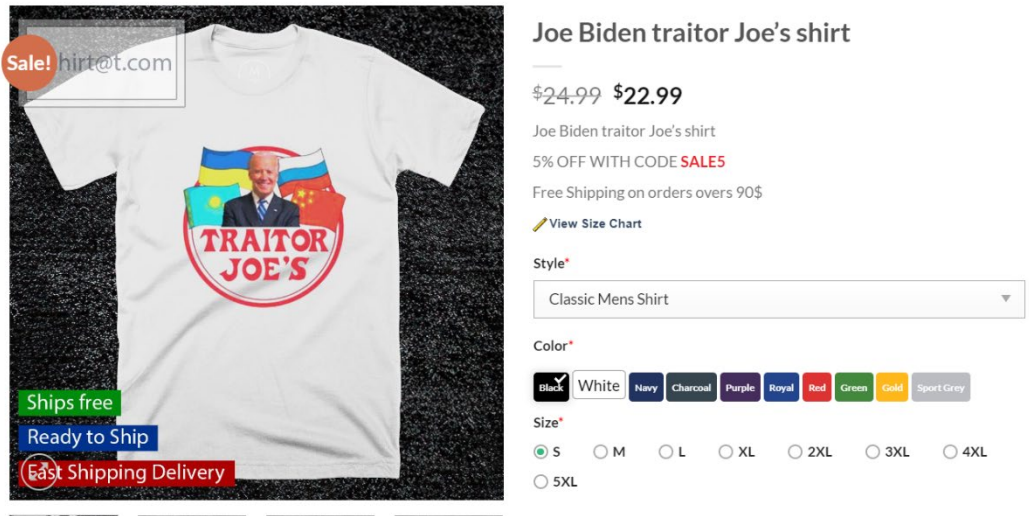 Sale!
hirt@t.com
TRAITOR
JOE'S
Ships free
Ready to Ship
Fast Shipping Delivery
Joe Biden traitor Joe’s shirt
$24.99 $22.99
Joe Biden traitor Joe’s shirt
5% OFF WITH CODE SALE5
Free Shipping on orders overs 90$
View Size Chart
Style*
Classic Mens Shirt
Color*
Black White Navy Charcoal Purple Royal Red Green Gold Sport Grey
Size*
S M L XL 2XL 3XL 4XL
5XL